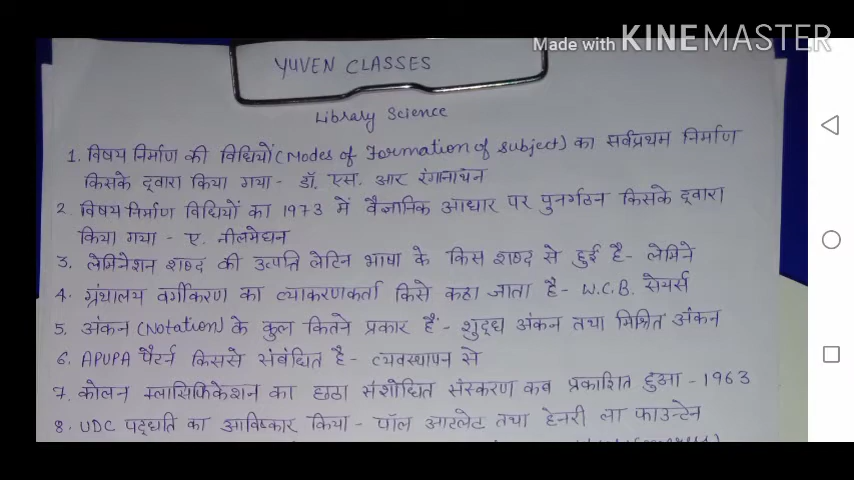 Made with KINEMASTER
YUVEN CLASSES
Library Science
1. विषय निर्माण की विधियों (Modes of Formation of subject) का सर्वप्रथम निर्माण
किसके द्वारा किया गया - डॉ. एस. आर रंगानाथन
2. विषय निर्माण विधियों का 1973 में वैज्ञानिक आधार पर पुनर्गठन किसके द्वारा
किया गया - ए. नीलमेघन
3. लेमिनेशन शब्द की उत्पति लेटिन भाषा के किस शब्द से हुई है - लेमिने
4. ग्रंथालय वर्गीकरण का व्याकरणकर्ता किसे कहा जाता है - W.C.B. सेयर्स
5. अंकन (Notation) के कुल कितने प्रकार हैं - शुद्ध अंकन तथा मिश्रित अंकन
6. APUPA पैटर्न किससे संबंधित है - व्यवस्थापन से
7. कोलन क्लासिफिकेशन का छठा संशोधित संस्करण कब प्रकाशित हुआ - 1963
8. UDC पद्धति का आविष्कार किया - पॉल आटलेट तथा हेनरी ला फाउन्टेन